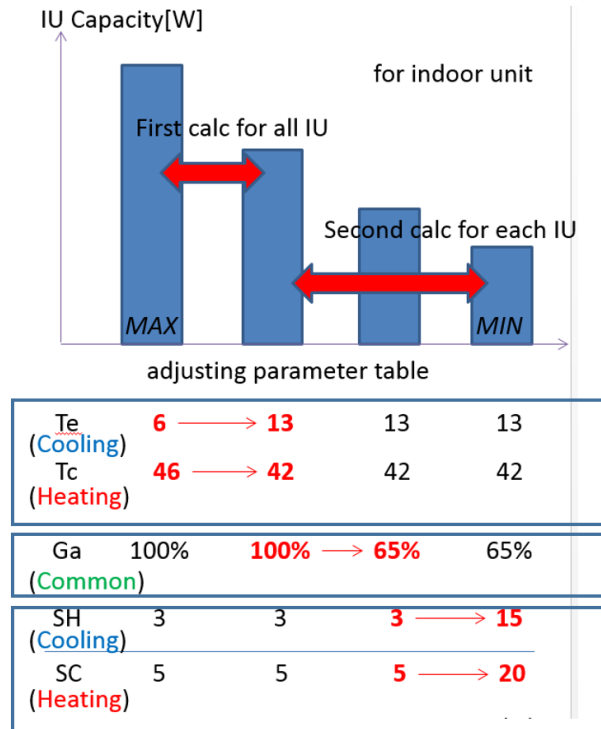 IU Capacity[W]
for indoor unit
First calc for all IU
Second calc for each IU
MAX
MIN
adjusting parameter table
Te 6 13 13 13
(Cooling)
Tc 46 42 42 42
(Heating)
Ga 100% 100% 65% 65%
(Common)
SH 3 3 3 15
(Cooling)
SC 5 5 5 20
(Heating)